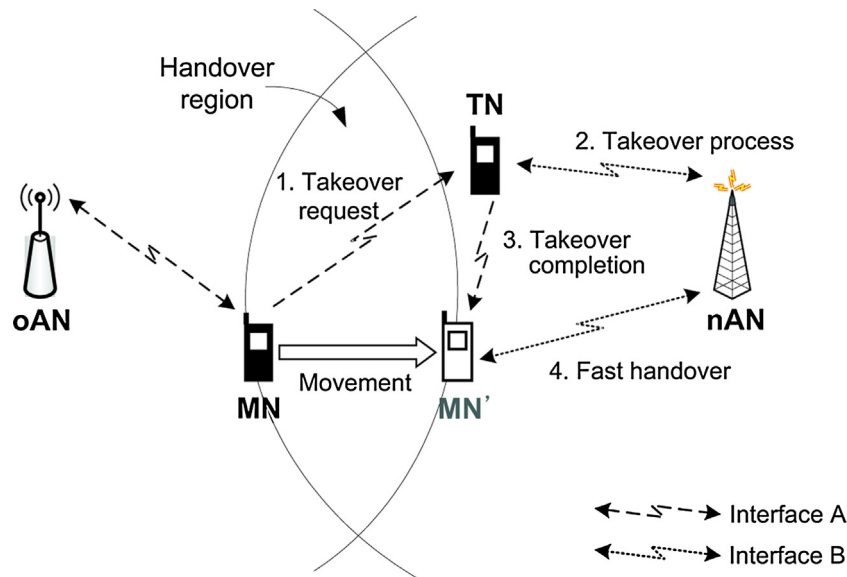 Handover
region
TN
2. Takeover process
1. Takeover
request
3. Takeover
completion
oAN
nAN
4. Fast handover
Movement
MN
MN'
Interface A
Interface B